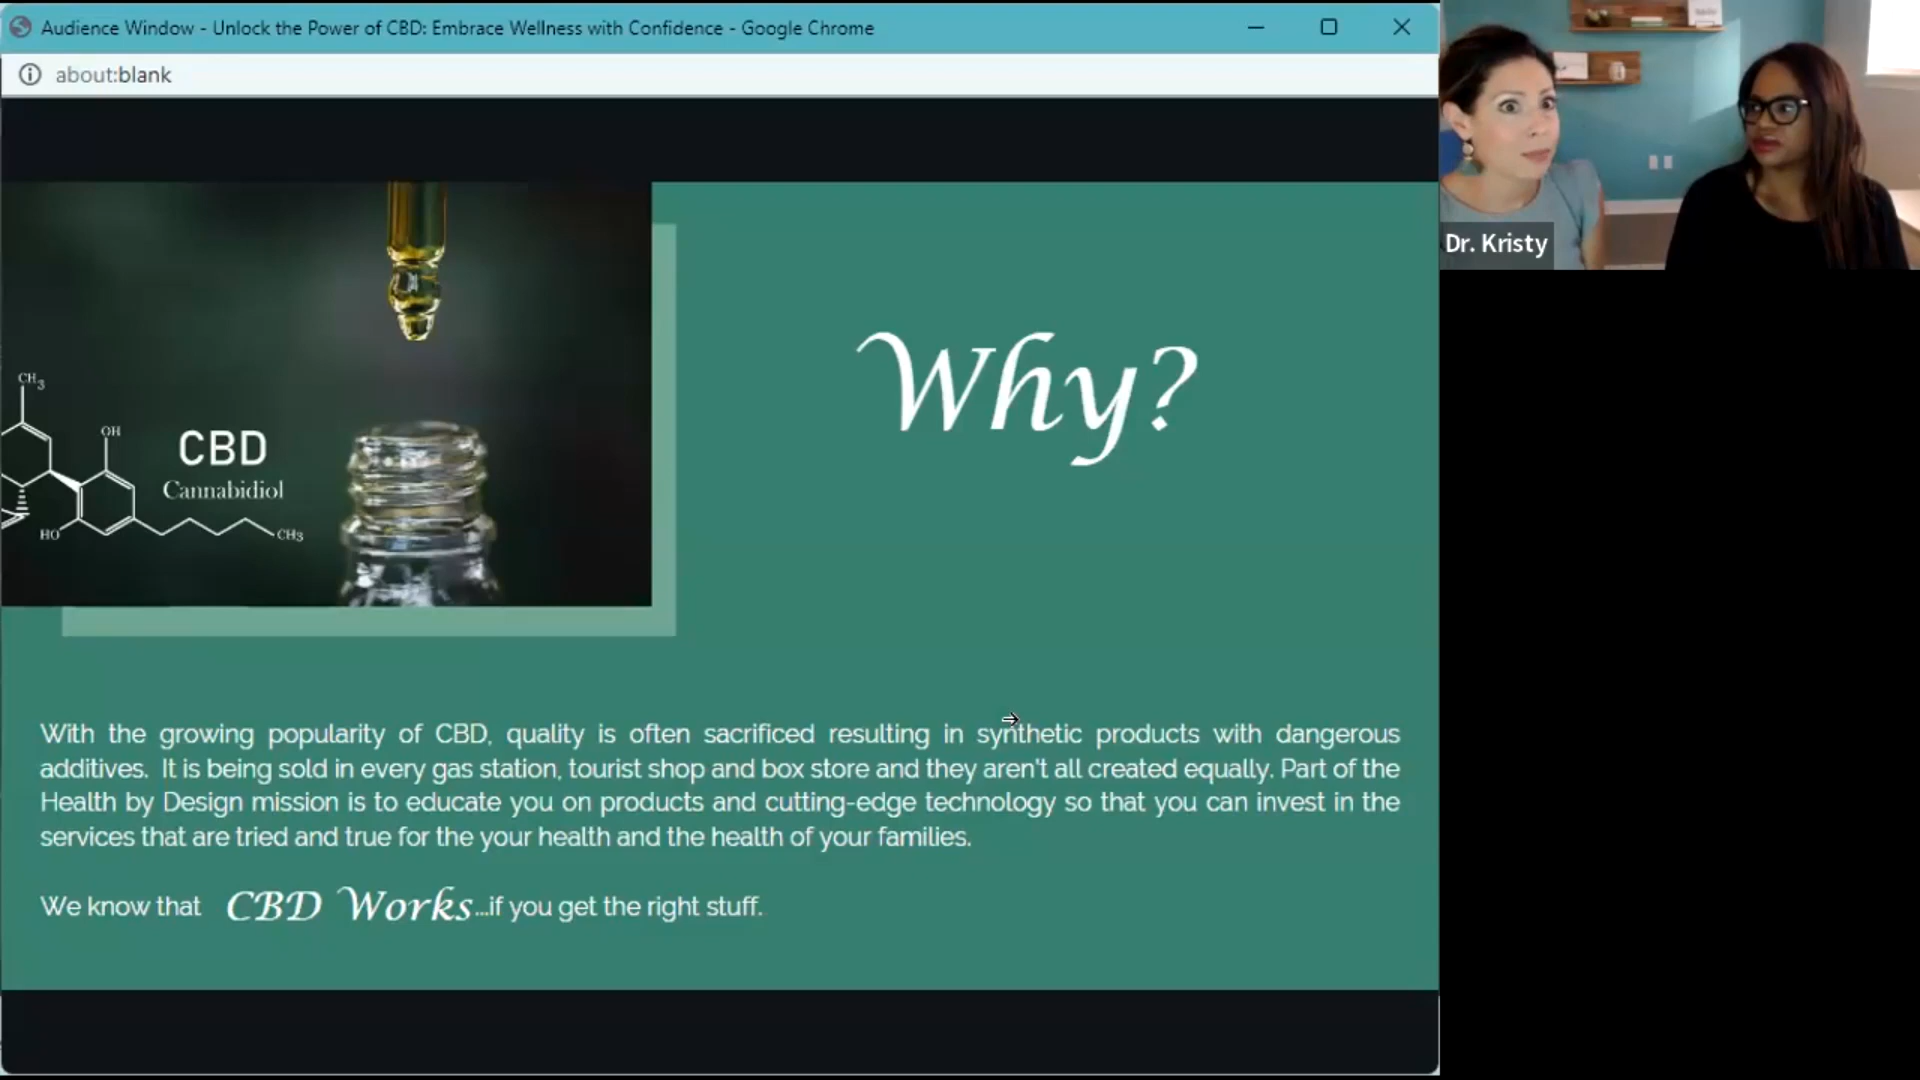 Audience Window - Unlock the Power of CBD: Embrace Wellness with Confidence - Google Chrome
about:blank
Dr. Kristy
Why?
CH3
OH
CBD
Cannabidiol
HO
CH3
With the growing popularity of CBD, quality is often sacrificed resulting in synthetic products with dangerous
additives. It is being sold in every gas station, tourist shop and box store and they aren't all created equally. Part of the
Health by Design mission is to educate you on products and cutting-edge technology so that you can invest in the
services that are tried and true for the your health and the health of your families.
We know that CBD Works...if you get the right stuff.